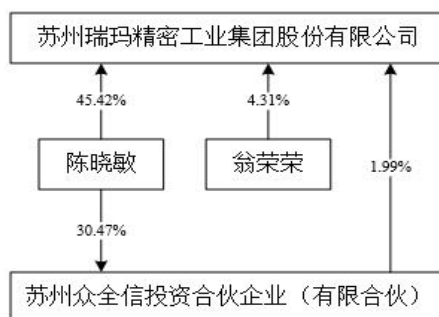 苏州瑞玛精密工业集团股份有限公司
45.42%
4.31%
陈晓敏
翁荣荣
1.99%
30.47%
苏州众全信投资合伙企业（有限合伙）